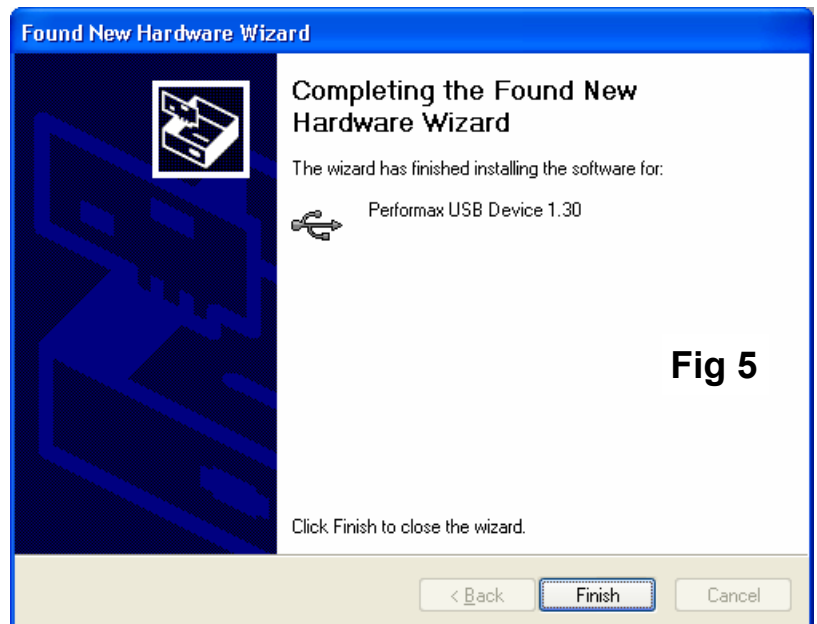 Found New Hardware Wizard
Completing the Found New
Hardware Wizard
The wizard has finished installing the software for:
Performax USB Device 1.30
Fig 5
Click Finish to close the wizard.
< Back
Finish
Cancel